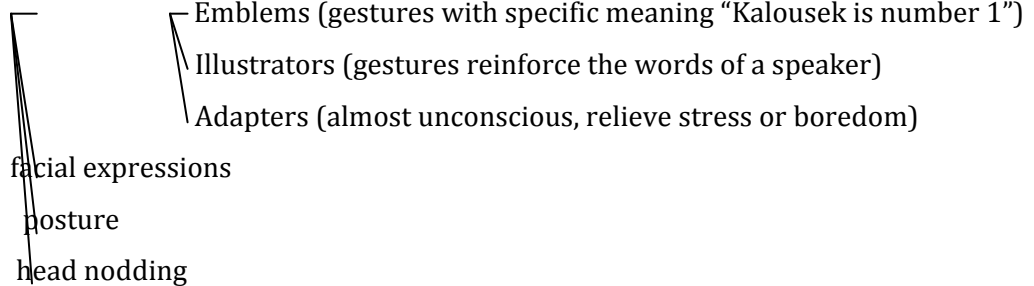 Emblems (gestures with specific meaning “Kalousek is number 1”)
Illustrators (gestures reinforce the words of a speaker)
Adapters (almost unconscious, relieve stress or boredom)
facial expressions
posture
head nodding